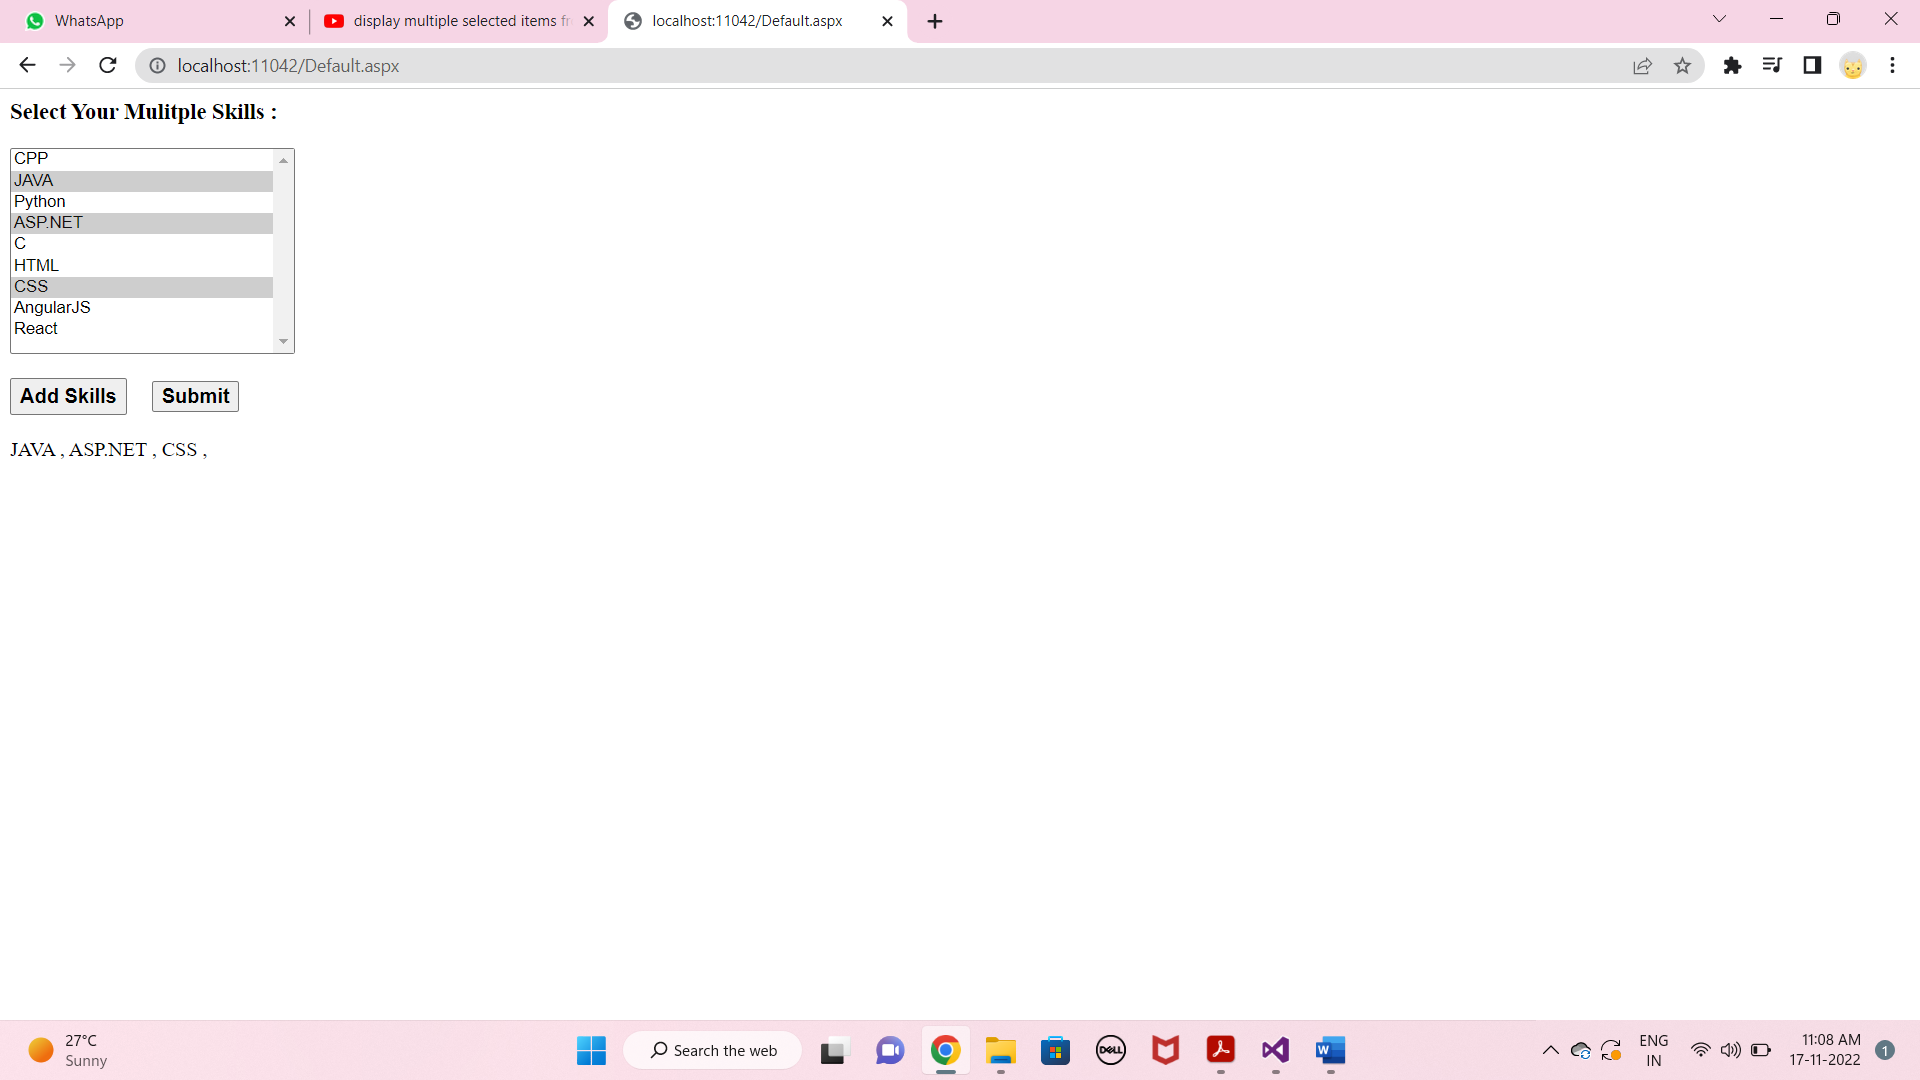 WhatsApp
display multiple selected items fr
localhost:11042/Default.aspx
localhost:11042/Default.aspx
Select Your Mulitple Skills :
CPP
JAVA
Python
ASP.NET
C
HTML
CSS
AngularJS
React
Add Skills
Submit
JAVA , ASP.NET , CSS ,
27°C
Sunny
Search the web
DELL
W
ENG
IN
11:08 AM
17-11-2022
1